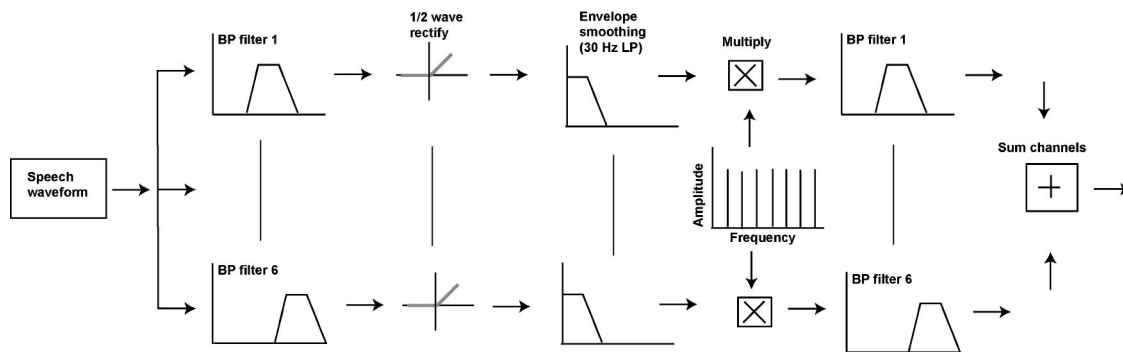 BP filter 1
1/2 wave
rectify
Envelope
smoothing
(30 Hz LP)
Multiply
BP filter 1
Speech
waveform
Amplitude
Frequency
Sum channels
+
BP filter 6
BP filter 6